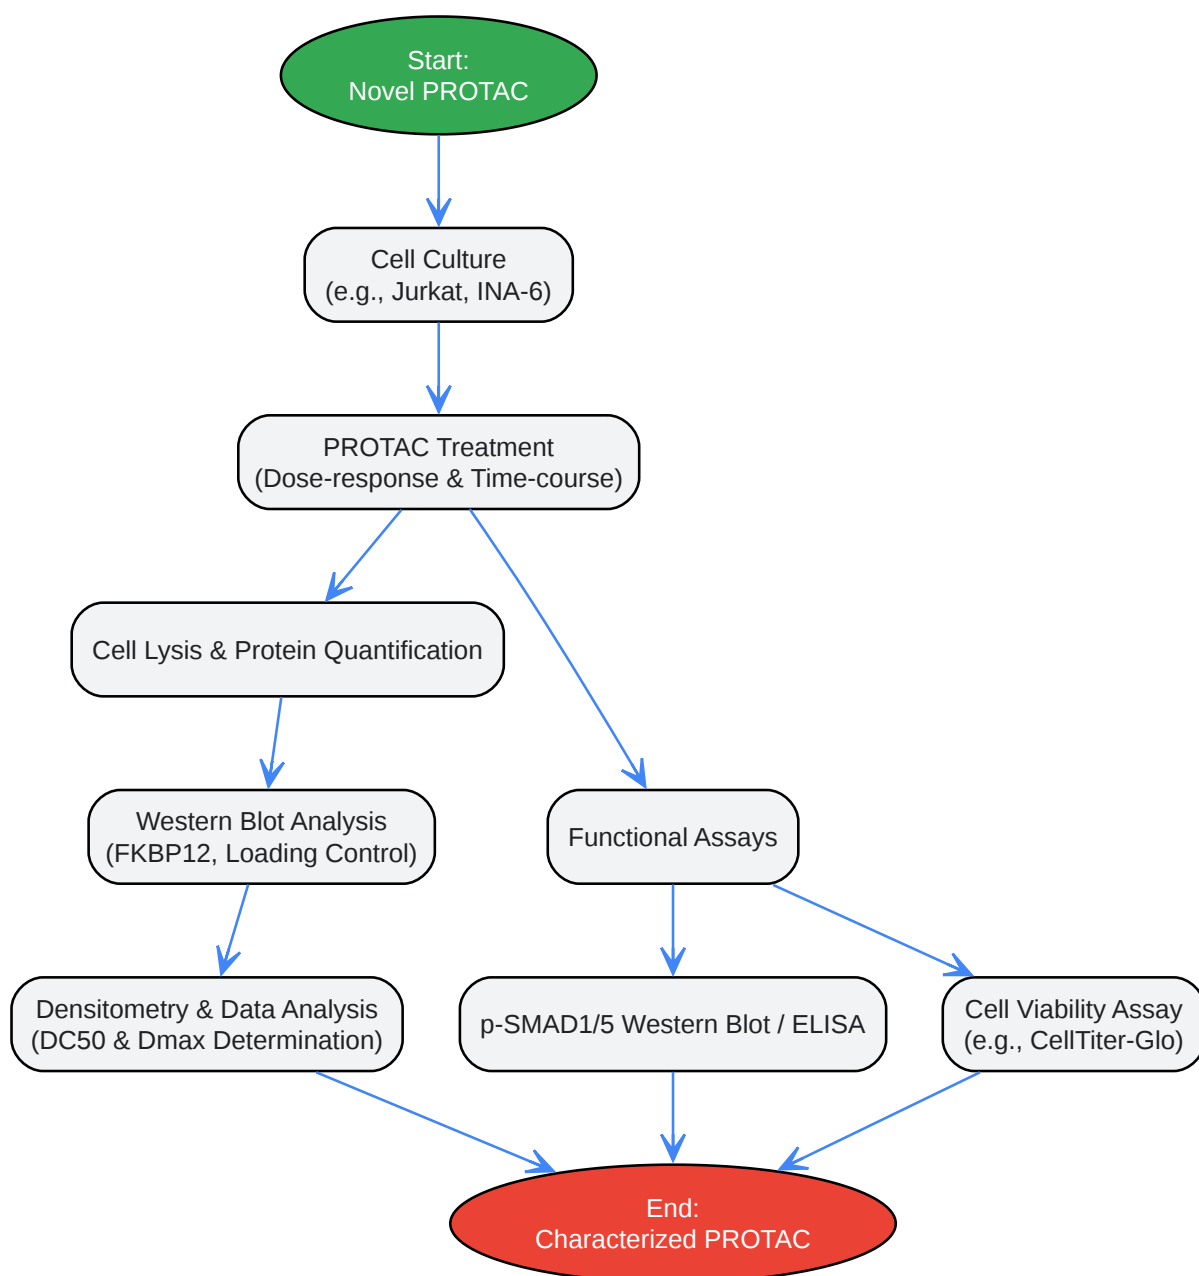 Start:
Novel PROTAC
Cell Culture
(e.g., Jurkat, INA-6)
PROTAC Treatment
(Dose-response & Time-course)
Cell Lysis & Protein Quantification
Western Blot Analysis
(FKBP12, Loading Control)
Functional Assays
Densitometry & Data Analysis
(DC50 & Dmax Determination)
p-SMAD1/5 Western Blot / ELISA
Cell Viability Assay
(e.g., CellTiter-Glo)
End:
Characterized PROTAC